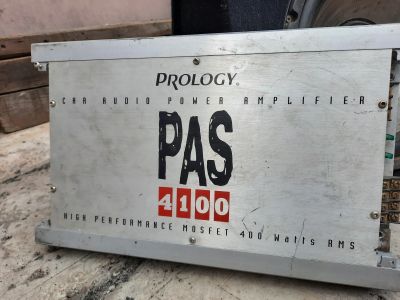 PROLOGY®
CAR AUDIO POWER AMPLIFIER
PAS
4100
HIGH PERFORMANCE MOSFET 400 Watts RMS